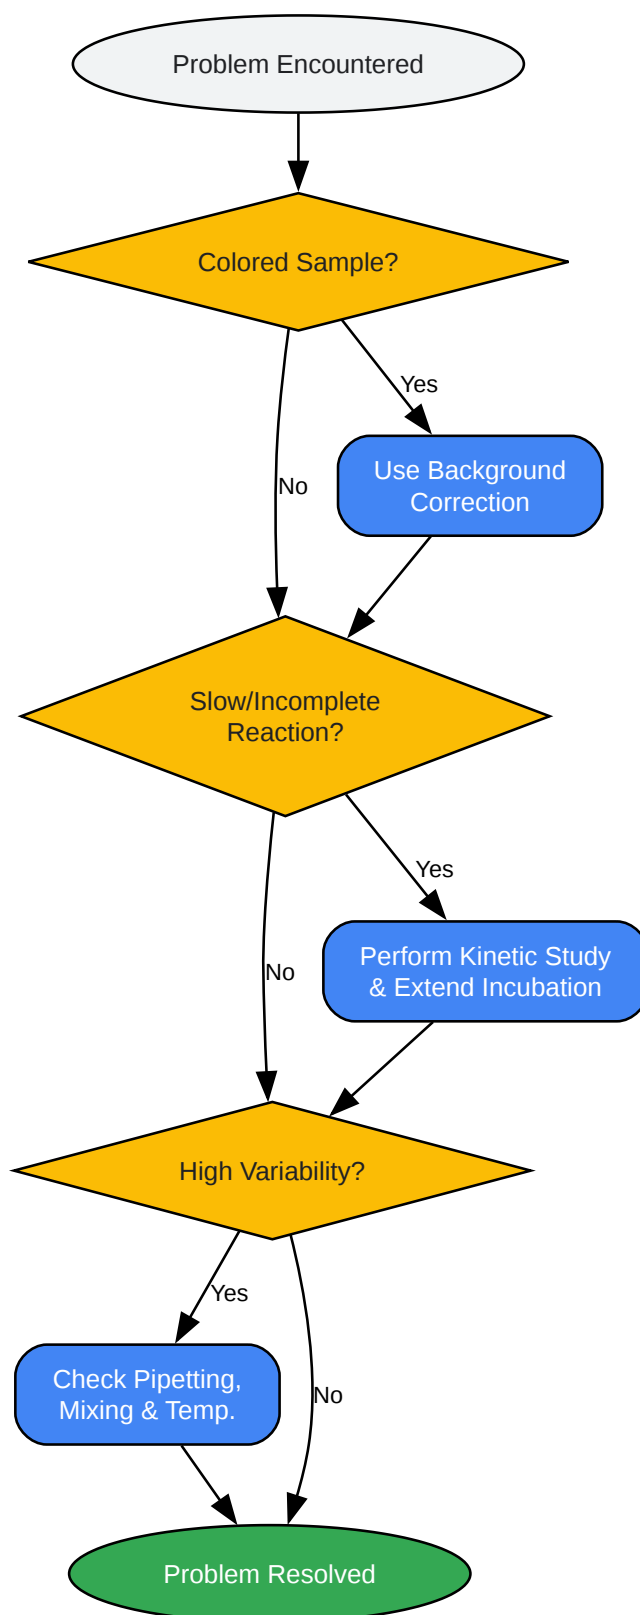 Problem Encountered
Colored Sample?
Yes
Use Background
Correction
No
Slow/Incomplete
Reaction?
Yes
Perform Kinetic Study
& Extend Incubation
No
High Variability?
Yes
Check Pipetting,
Mixing & Temp.
No
Problem Resolved